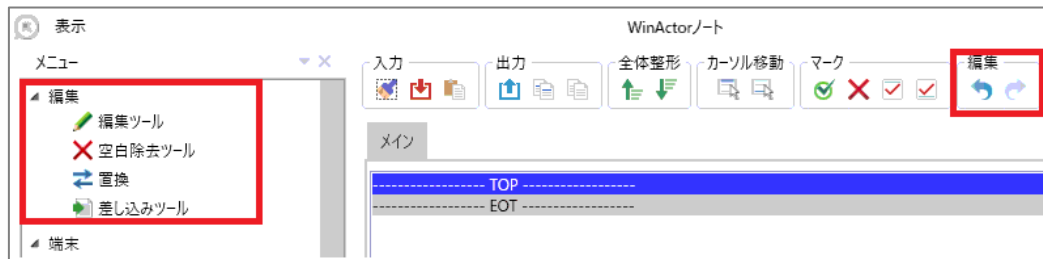 表示
WinActorノート
メニュー
入力
出力
全体整形
カーソル移動
マーク
編集
編集
編集ツール
空白除去ツール
置換
差し込みツール
端末
メイン
------------------ TOP ------------------
------------------ EOT ------------------